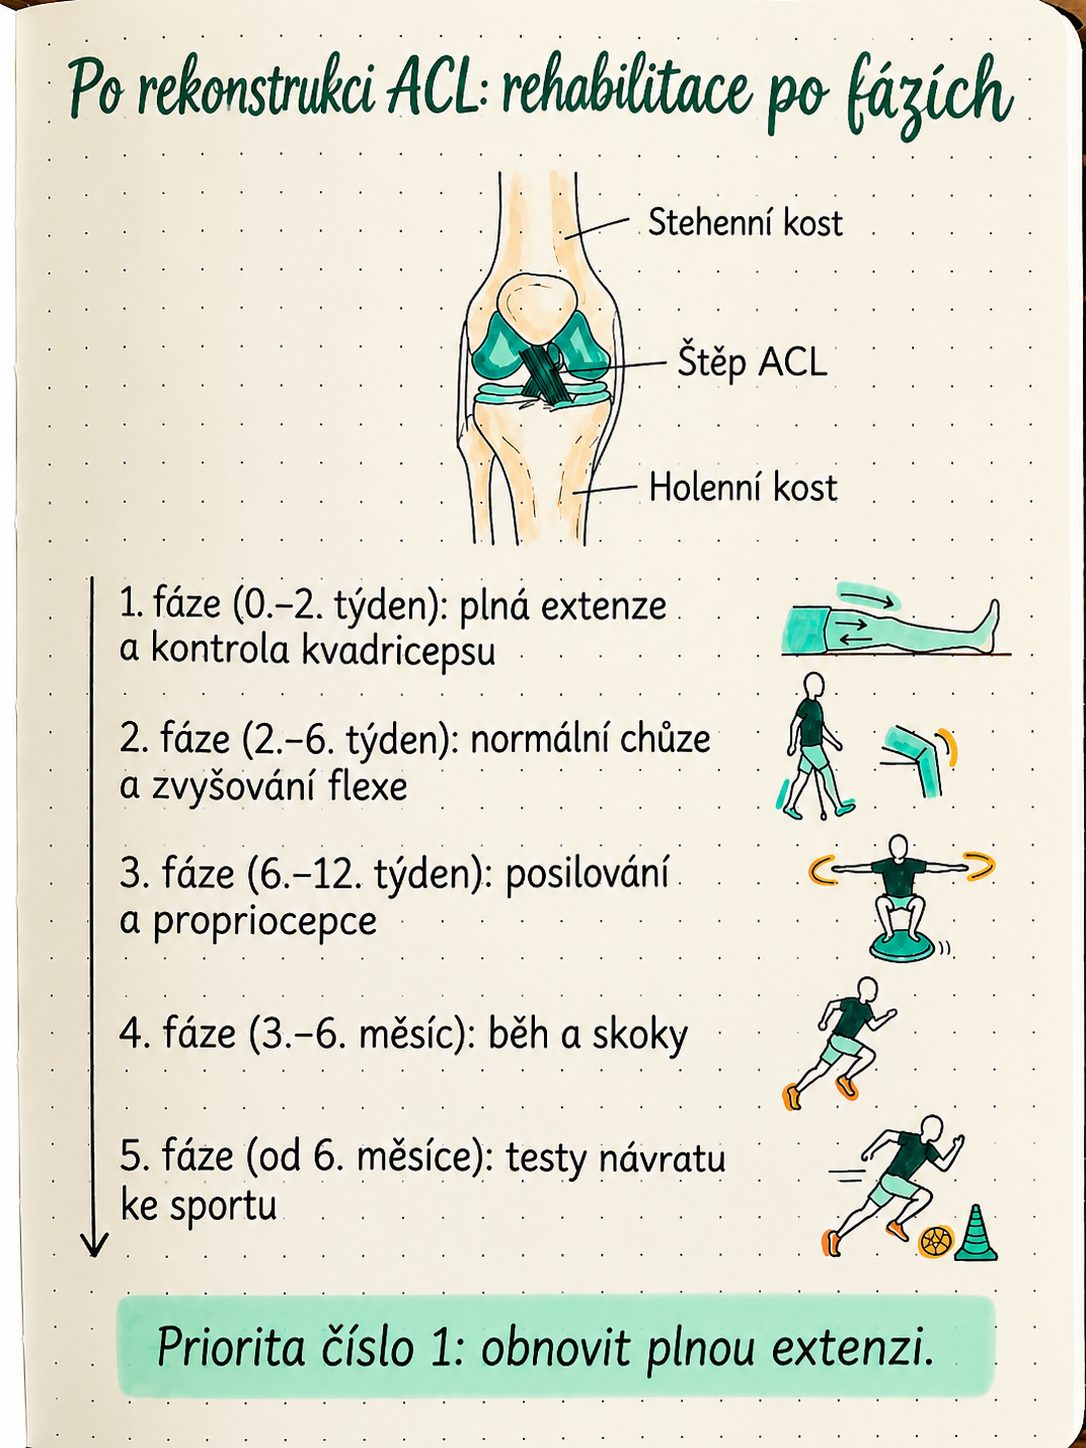 Po rekonstrukci ACL: rehabilitace po fázích
Stehenní kost
Štěp ACL
Holenní kost
1. fáze (0.–2. týden): plná extenze
a kontrola kvadricepsu
2. fáze (2.–6. týden): normální chůze
a zvyšování flexe
3. fáze (6.–12. týden): posilování
a propriocepce
4. fáze (3.–6. měsíc): běh a skoky
5. fáze (od 6. měsíce): testy návratu
ke sportu
Priorita číslo 1: obnovit plnou extenzi.